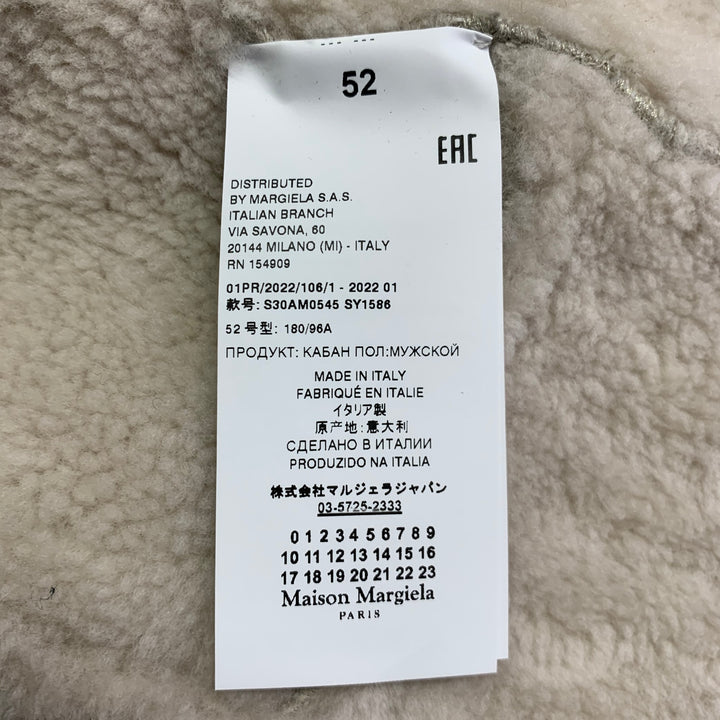 52
EAC
DISTRIBUTED
BY MARGIELA S.A.S.
ITALIAN BRANCH
VIA SAVONA, 60
20144 MILANO (MI) - ITALY
RN 154909
01PR/2022/106/1 - 2022 01
款号: S30AM0545 SY1586
52 号型: 180/96A
ПРОДУКТ: КАБАН ПОЛ:МУЖСКОЙ
MADE IN ITALY
FABRIQUÉ EN ITALIE
イタリア製
原产地:意大利
СДЕЛАНО В ИТАЛИИ
PRODUZIDO NA ITALIA
株式会社マルジェラジャパン
03-5725-2333
0 1 2 3 4 5 6 7 8 9
10 11 12 13 14 15 16
17 18 19 20 21 22 23
Maison Margiela
PARIS